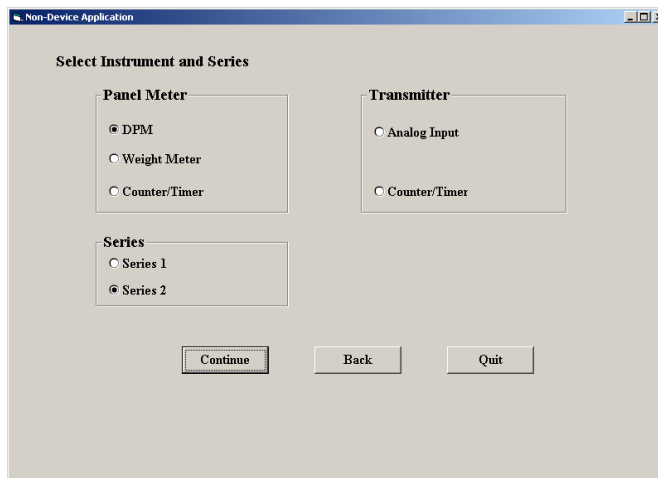 Non-Device Application
Select Instrument and Series
Panel Meter
DPM
Weight Meter
Counter/Timer
Transmitter
Analog Input
Counter/Timer
Series
Series 1
Series 2
Continue Back Quit